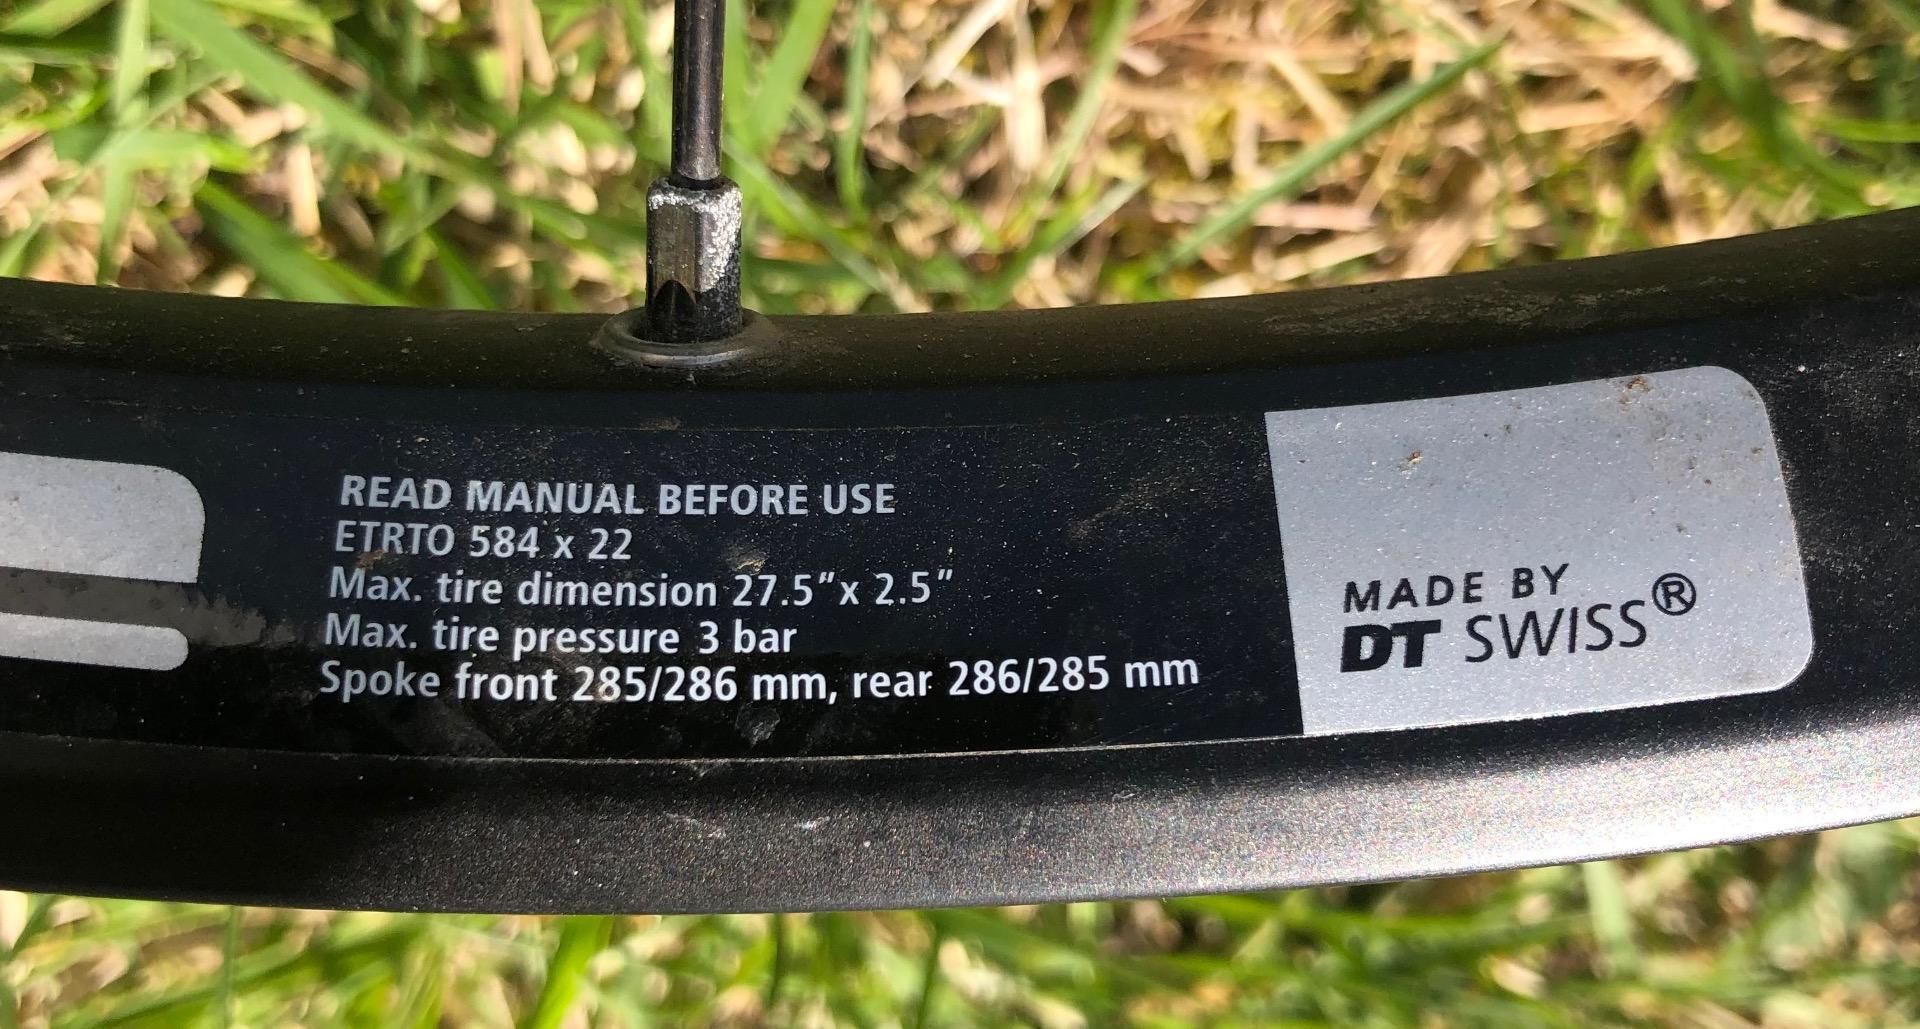 READ MANUAL BEFORE USE
ETRTO 584 x 22
Max. tire dimension 27.5"x 2.5"
Max. tire pressure 3 bar
Spoke front 285/286 mm, rear 286/285 mm
MADE BY
DT SWISS®